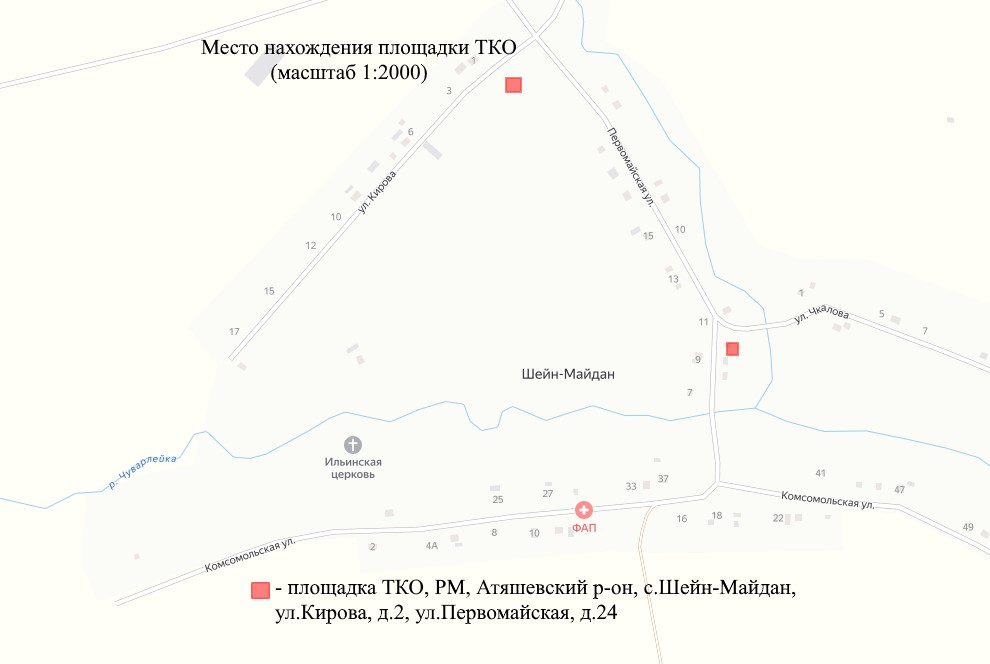 Место нахождения площадки ТКО
(масштаб 1:2000)
1
3
6
ул. Кирова
10
12
15
17
Первомайская ул.
10
15
13
11
1
ул. Чкалова
5
7
9
7
Шейн-Майдан
р. Чуварлейка
Ильинская
церковь
25
27
33
37
41
47
49
Комсомольская ул.
ФАП
16
18
22
2
4А
8
10
Комсомольская ул.
- площадка ТКО, РМ, Атяшевский р-он, с.Шейн-Майдан,
ул.Кирова, д.2, ул.Первомайская, д.24